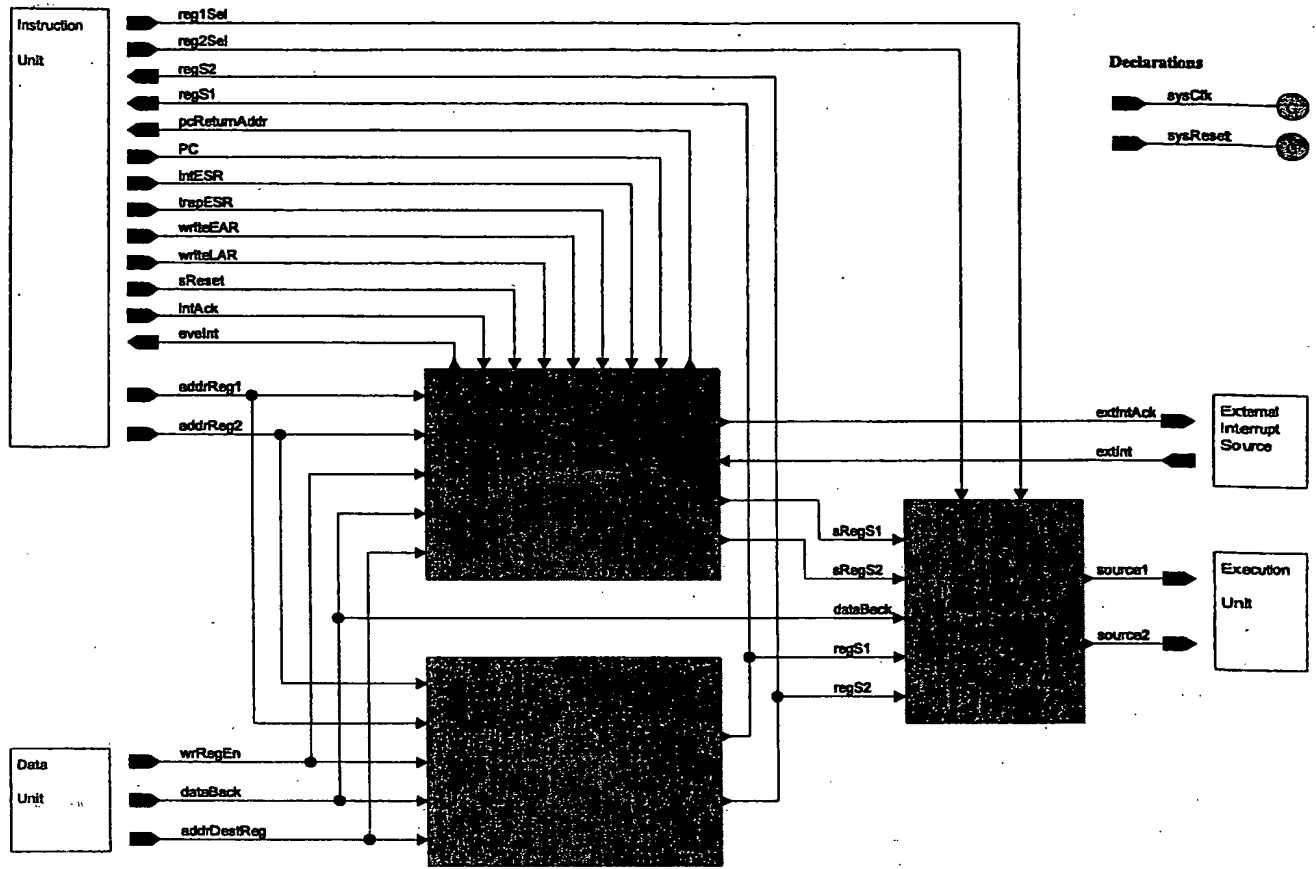 Instruction
Unit
reg1Sel
reg2Sel
regS2
regS1
pcReturnAddr
PC
intESR
trapESR
writeEAR
writeLAR
sReset
intAck
eveInt
addrReg1
addrReg2
Declarations
sysClk
sysReset
extIntAck
extInt
External
Interrupt
Source
sRegS1
sRegS2
dataBack
regS1
regS2
source1
source2
Execution
Unit
Data
Unit
wrRegEn
dataBack
addrDestReg